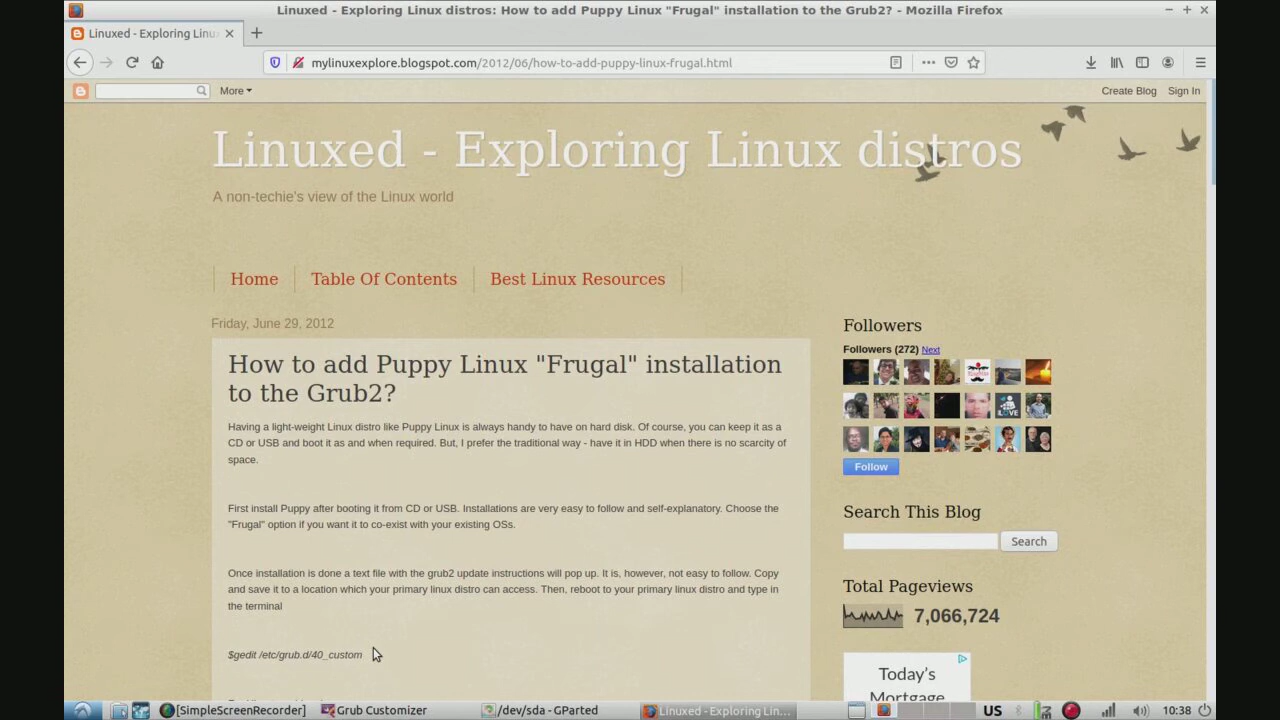 Linuxed - Exploring Linux distros: How to add Puppy Linux "Frugal" installation to the Grub2? - Mozilla Firefox
Linuxed - Exploring Linu
mylinuxexplore.blogspot.com/2012/06/how-to-add-puppy-linux-frugal.html
More
Create Blog
Sign In
Linuxed - Exploring Linux distros
A non-techie's view of the Linux world
Home
Table Of Contents
Best Linux Resources
Friday, June 29, 2012
How to add Puppy Linux "Frugal" installation
to the Grub2?
Having a light-weight Linux distro like Puppy Linux is always handy to have on hard disk. Of course, you can keep it as a
CD or USB and boot it as and when required. But, I prefer the traditional way - have it in HDD when there is no scarcity of
space.
First install Puppy after booting it from CD or USB. Installations are very easy to follow and self-explanatory. Choose the
"Frugal" option if you want it to co-exist with your existing OSs.
Once installation is done a text file with the grub2 update instructions will pop up. It is, however, not easy to follow. Copy
and save it to a location which your primary linux distro can access. Then, reboot to your primary linux distro and type in
the terminal
$gedit /etc/grub.d/40_custom
Followers
Followers (272) Next
Follow
Search This Blog
Search
Total Pageviews
7,066,724
Today's
Mortgage
[SimpleScreenRecorder]
Grub Customizer
/dev/sda - GParted
Linuxed - Exploring Lin...
US
10:38